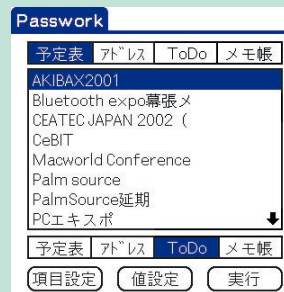 Passwork
予定表 アドレス ToDo メモ帳
AKIBAX2001
Bluetooth expo幕張メ
CEATEC JAPAN 2002（
CeBIT
Macworld Conference
Palm source
PalmSource延期
PCエキスポ
予定表 アドレス ToDo メモ帳
項目設定 値設定 実行